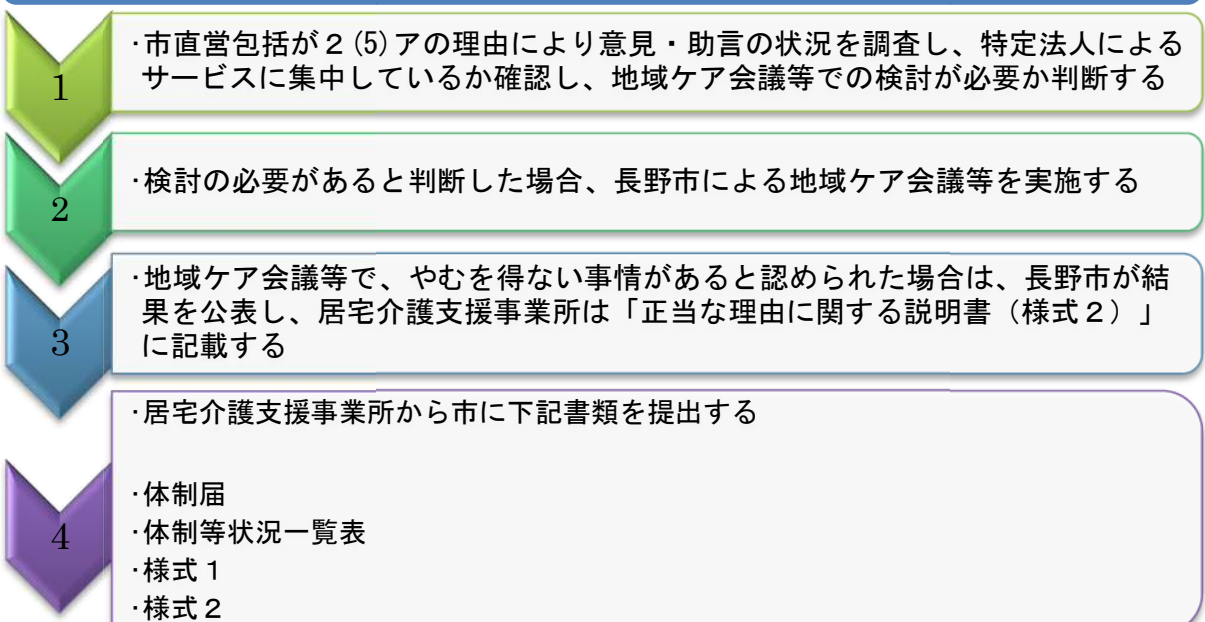 1
・市直営包括が２(5)アの理由により意見・助言の状況を調査し、特定法人による
サービスに集中しているか確認し、地域ケア会議等での検討が必要か判断する
2
・検討の必要があると判断した場合、長野市による地域ケア会議等を実施する
3
・地域ケア会議等で、やむを得ない事情があると認められた場合は、長野市が結
果を公表し、居宅介護支援事業所は「正当な理由に関する説明書（様式２）」
に記載する
4
・居宅介護支援事業所から市に下記書類を提出する
・体制届
・体制等状況一覧表
・様式１
・様式２